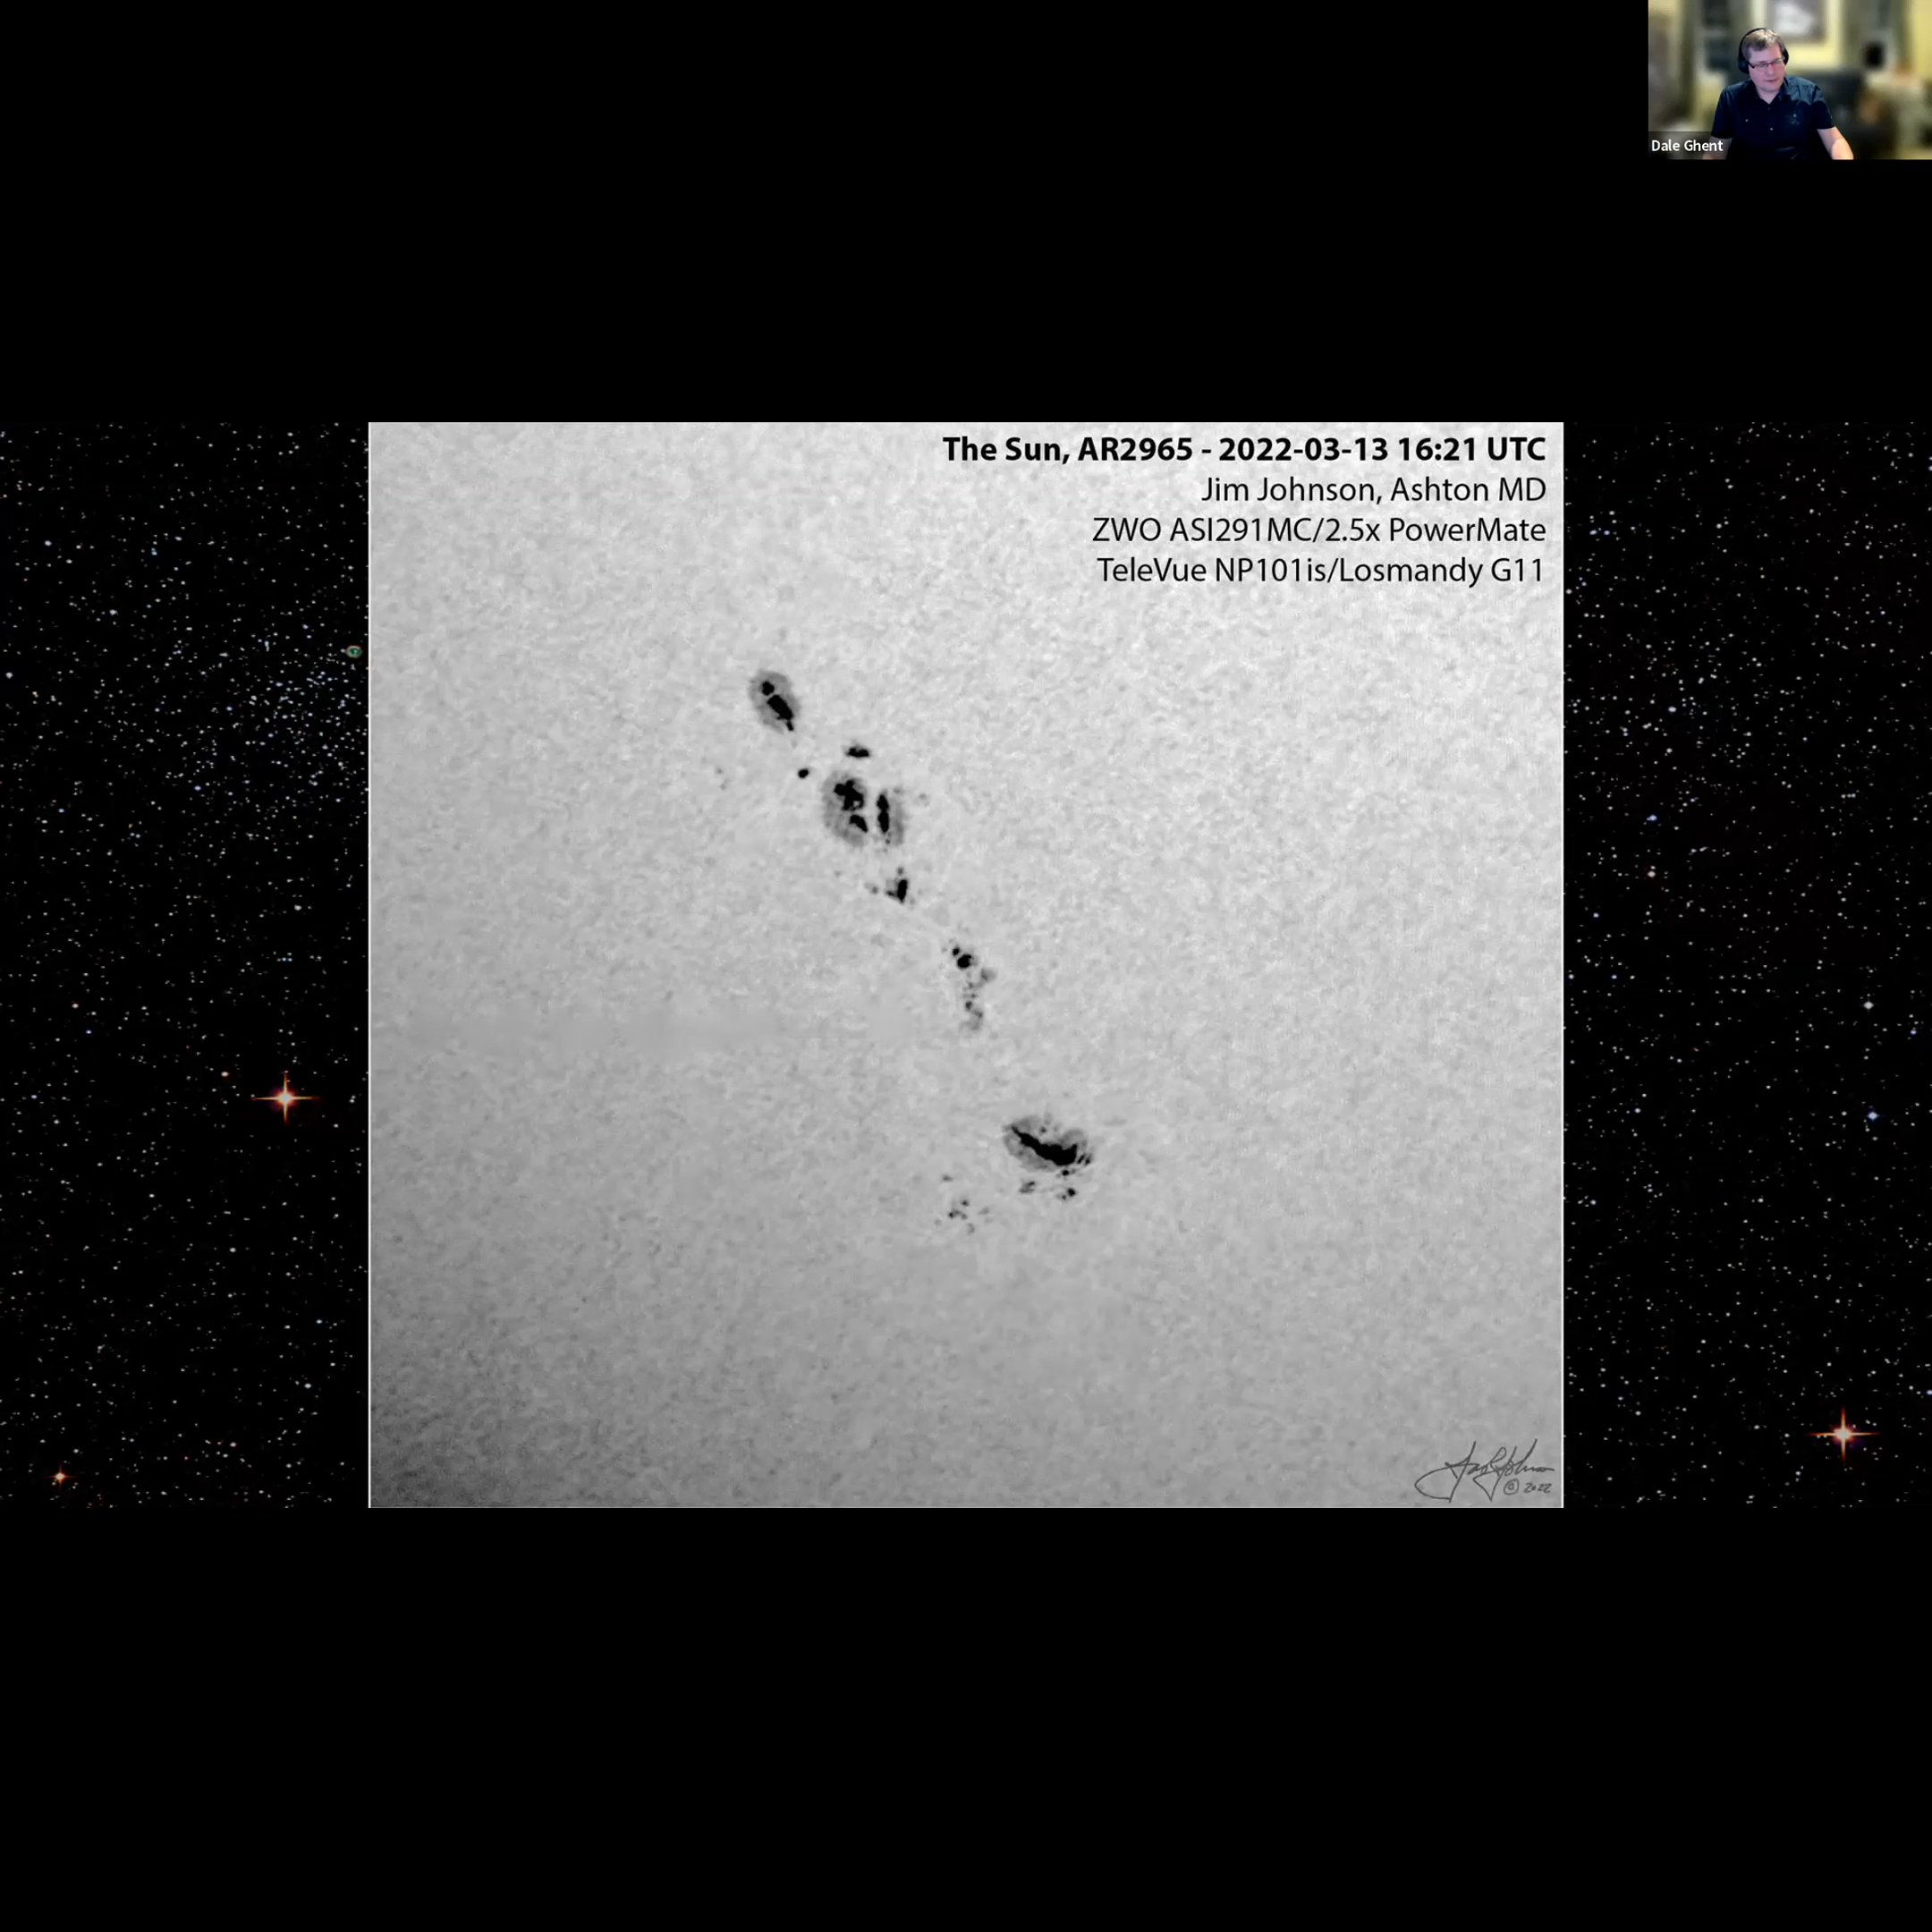 Dale Ghent
The Sun, AR2965 - 2022-03-13 16:21 UTC
Jim Johnson, Ashton MD
ZWO ASI291MC/2.5x PowerMate
TeleVue NP101is/Losmandy G11
© 2022